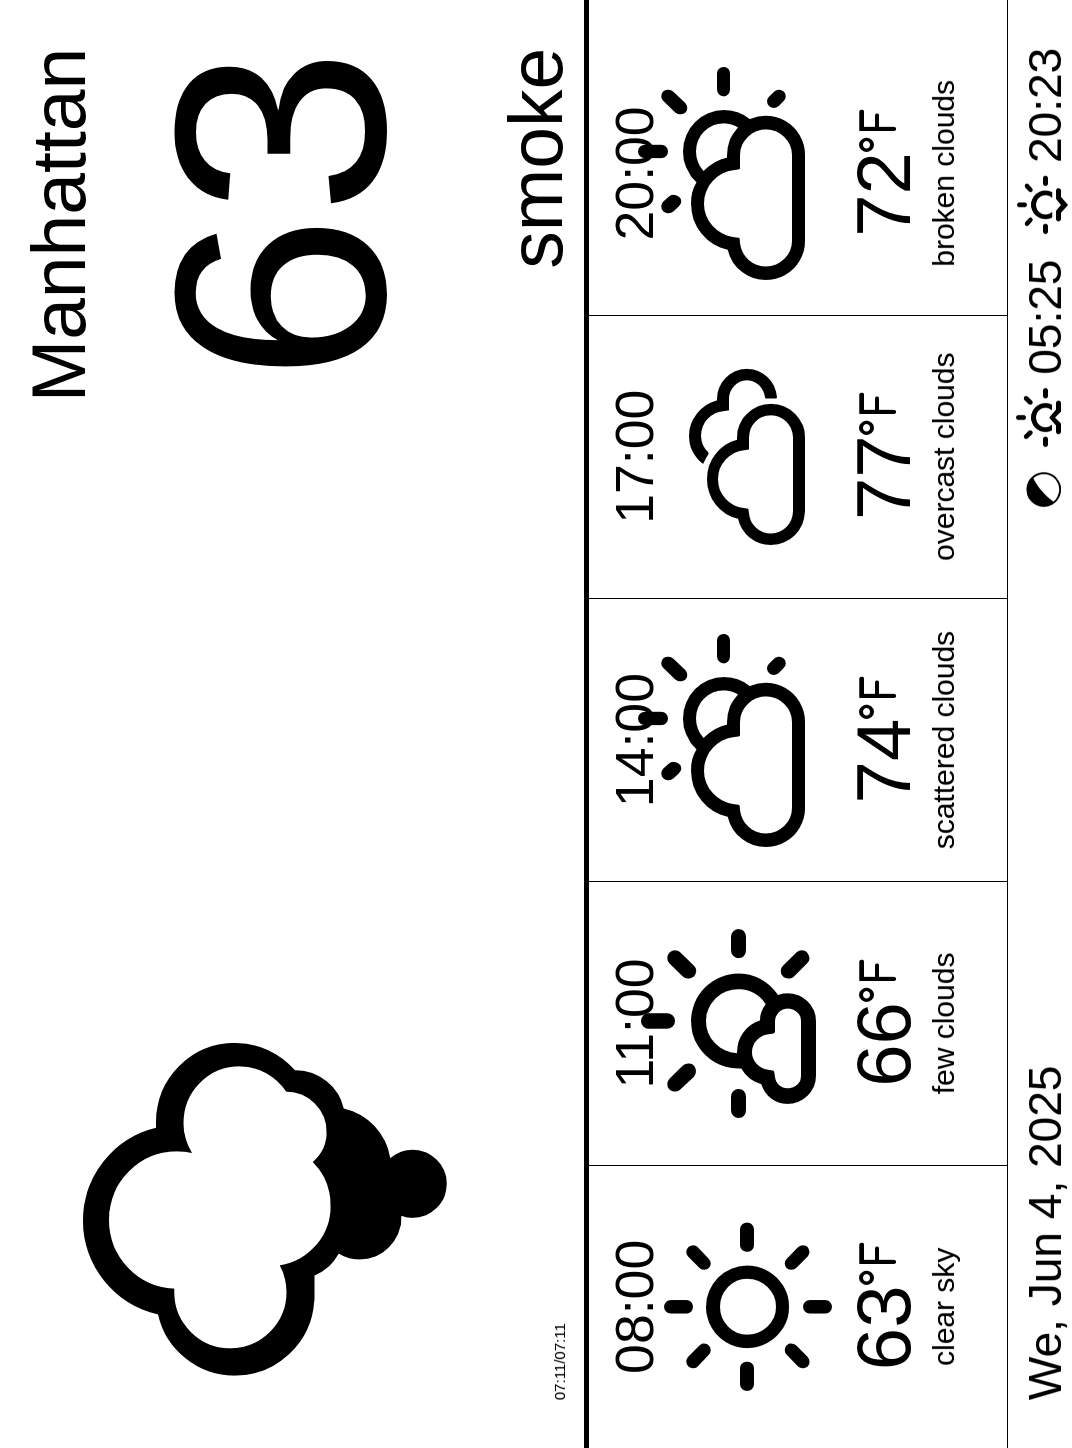 Manhattan
63
smoke
07:11/07:11
08:00
63°F
clear sky
11:00
66°F
few clouds
14:00
74°F
scattered clouds
17:00
77°F
overcast clouds
20:00
72°F
broken clouds
We, Jun 4, 2025
05:25
20:23